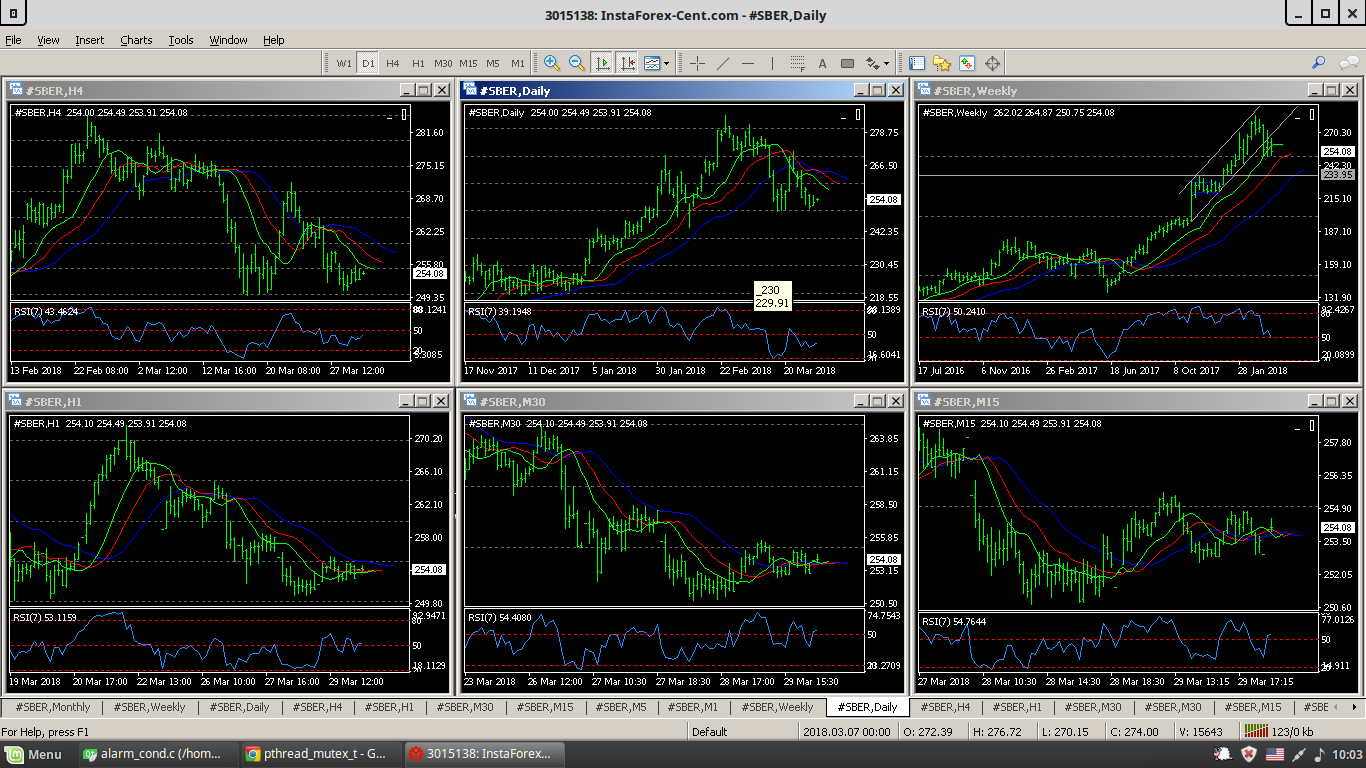 3015138: InstaForex-Cent.com - #SBER,Daily
File View Insert Charts Tools Window Help
W1 D1 H4 H1 M30 M15 M5 M1
#SBER,H4
#SBER,H4 254.00 254.49 253.91 254.08
281.60
275.15
268.70
262.25
255.80
254.08
249.35
RSI(7) 43.4624
50
13 Feb 2018 22 Feb 08:00 2 Mar 12:00 12 Mar 16:00 20 Mar 08:00 27 Mar 12:00
#SBER,Daily
#SBER,Daily 254.00 254.49 253.91 254.08
278.75
266.50
254.08
242.35
230.45
218.55
_230
229.91
RSI(7) 39.1948
50
17 Nov 2017 11 Dec 2017 5 Jan 2018 30 Jan 2018 22 Feb 2018 20 Mar 2018
#SBER,Weekly
#SBER,Weekly 262.02 264.87 250.75 254.08
270.30
254.08
242.30
233.95
215.10
187.10
159.10
131.90
RSI(7) 50.2410
50
17 Jul 2016 6 Nov 2016 26 Feb 2017 18 Jun 2017 8 Oct 2017 28 Jan 2018
#SBER,H1
#SBER,H1 254.10 254.49 253.91 254.08
270.20
266.10
262.10
258.00
254.08
249.80
RSI(7) 53.1159
50
19 Mar 2018 20 Mar 17:00 22 Mar 13:00 26 Mar 10:00 27 Mar 16:00 29 Mar 12:00
#SBER,M30
#SBER,M30 254.10 254.49 253.91 254.08
263.85
261.15
258.50
255.85
254.08
253.15
250.50
RSI(7) 54.4080
74.7543
50
23 Mar 2018 26 Mar 12:00 27 Mar 10:30 28 Mar 08:30 28 Mar 17:00 29 Mar 15:30
#SBER,M15
#SBER,M15 254.10 254.49 253.91 254.08
257.80
256.35
254.90
254.08
253.50
252.05
250.60
RSI(7) 54.7644
77.0126
50
27 Mar 2018 28 Mar 10:30 28 Mar 14:30 28 Mar 18:30 29 Mar 13:15 29 Mar 17:15
#SBER,Monthly #SBER,Weekly #SBER,Daily #SBER,H4 #SBER,H1 #SBER,M30 #SBER,M15 #SBER,M5 #SBER,M1 #SBER,Weekly #SBER,Daily #SBER,H4 #SBER,H1 #SBER,M30 #SBER,M30 #SBER,M15 #SBE
For Help, press F1 Default 2018.03.07 00:00 O: 272.39 H: 276.72 L: 270.15 C: 274.00 V: 15643 123/0 kb
Menu alarm_cond.c (/hom... pthread_mutex_t - G... 3015138: InstaForex... 10:03